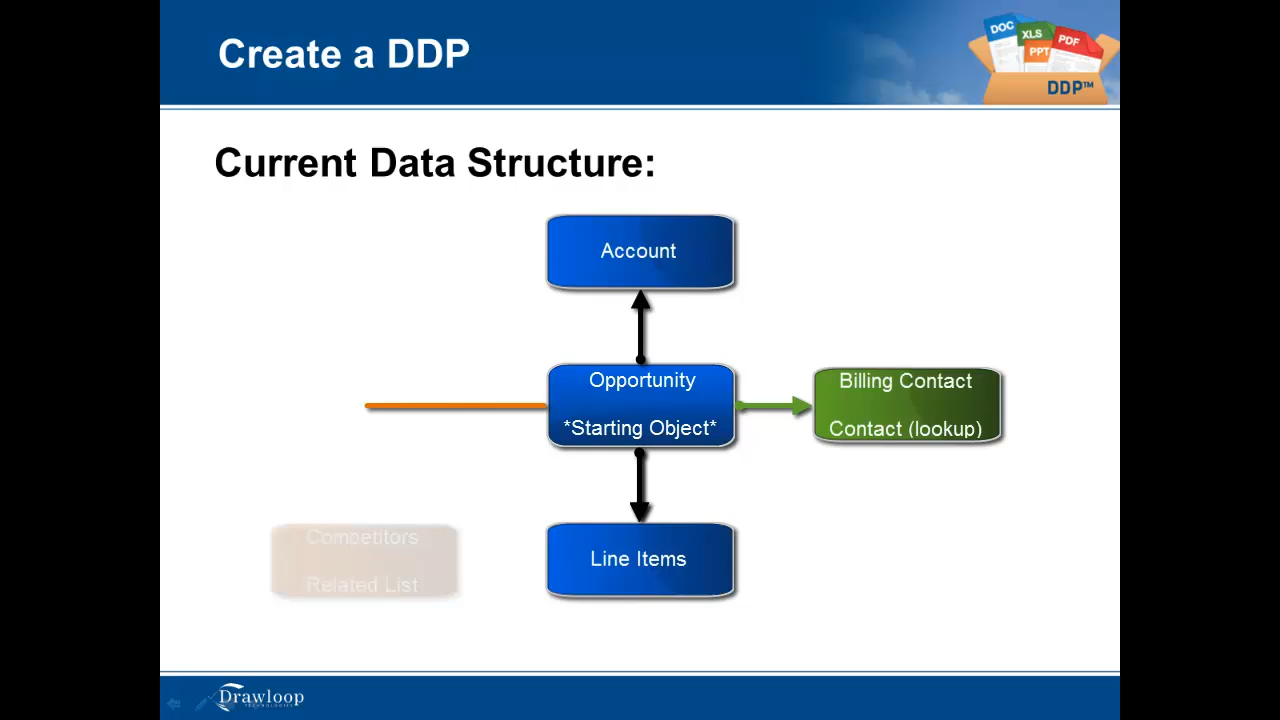 Create a DDP
DOC
XLS
PPT
PDF
DDP™
Current Data Structure:
Account
Opportunity
*Starting Object*
Billing Contact
Contact (lookup)
Competitors
Related List
Line Items
Drawloop
TECHNOLOGIES